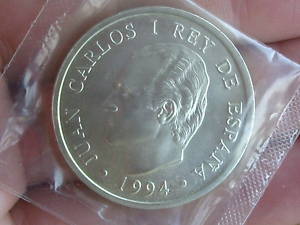 JUAN CARLOS I REY DE ESPAÑA
· 1994 ·